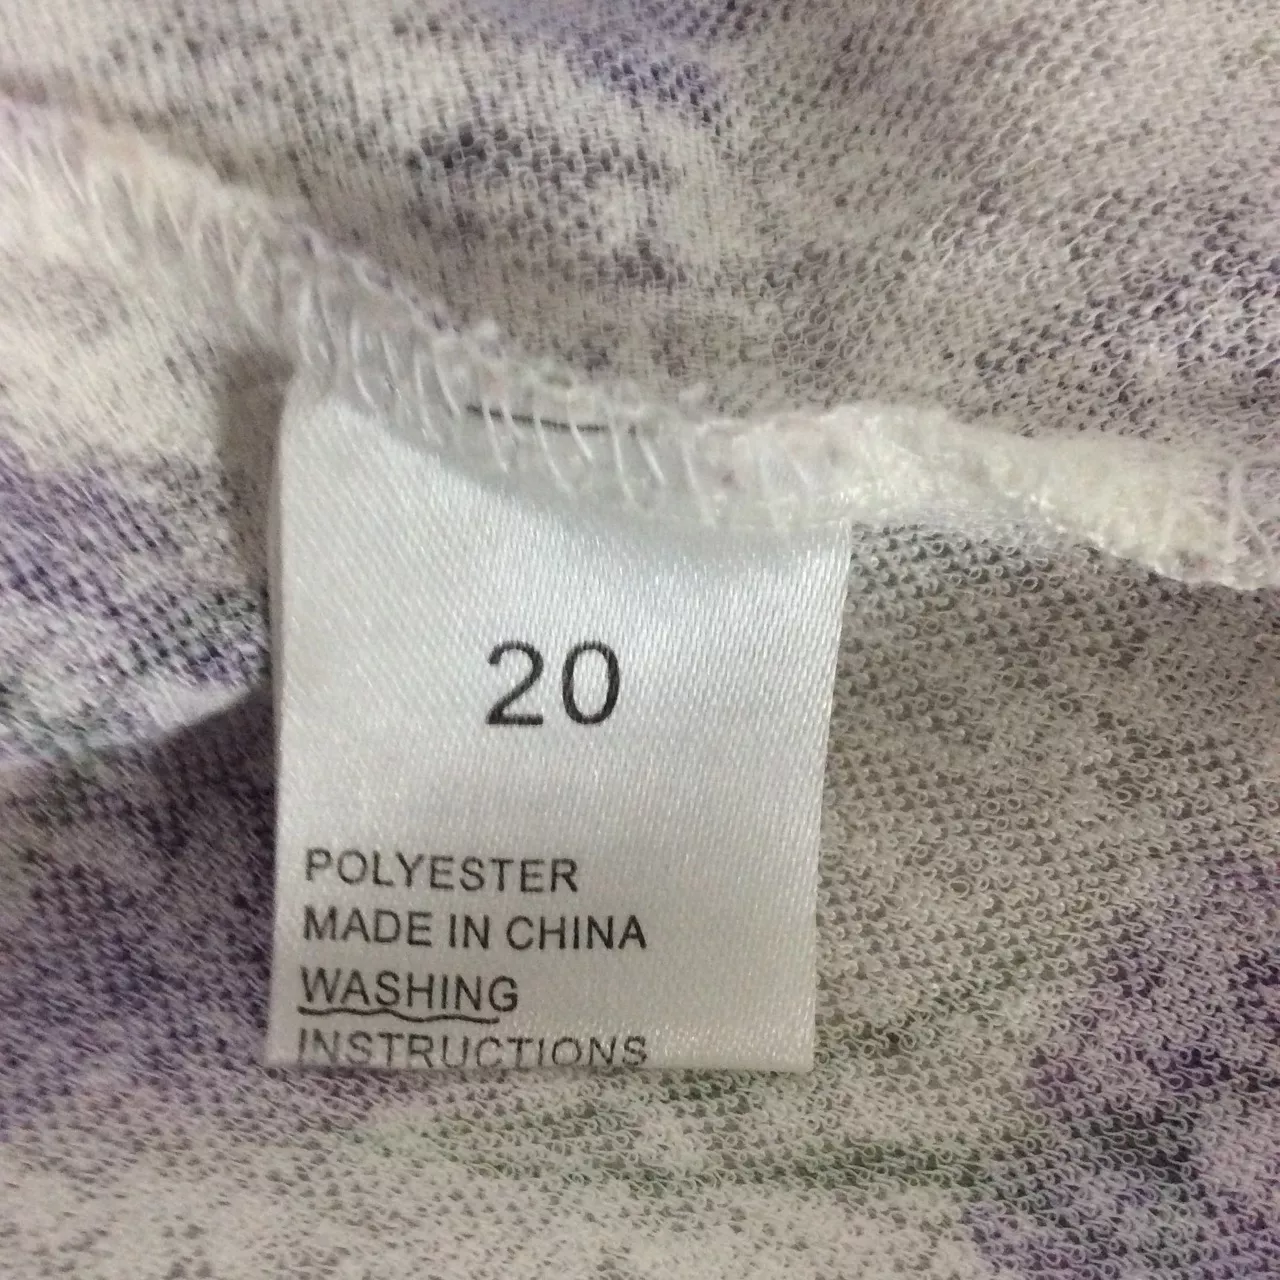 20
POLYESTER
MADE IN CHINA
WASHING
INSTRUCTIONS